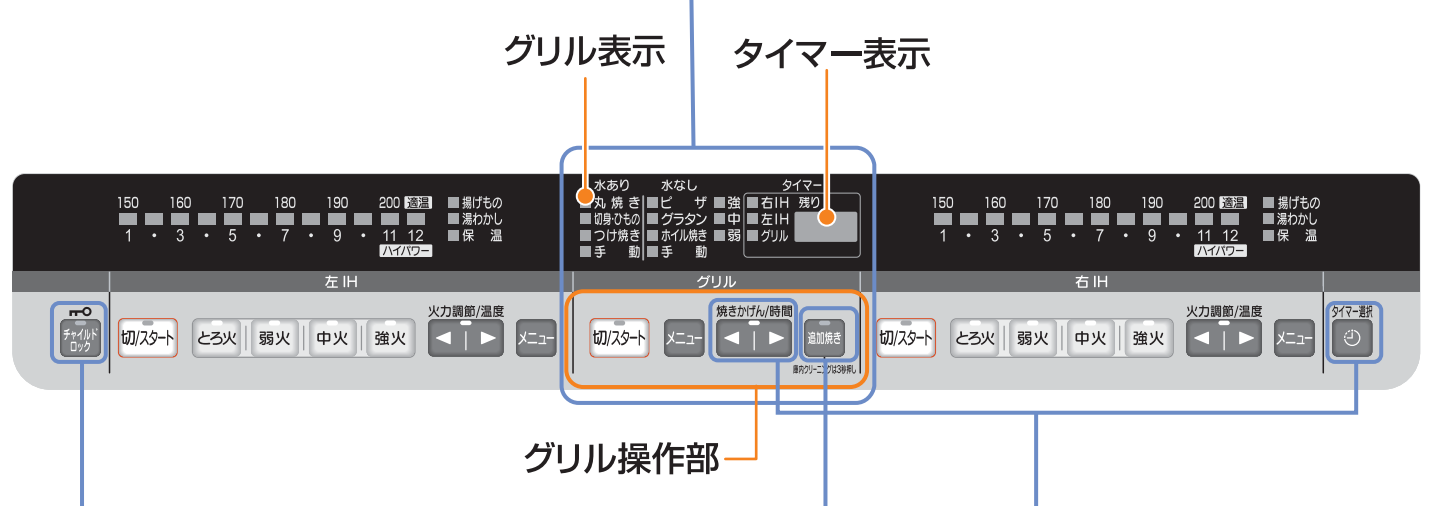 グリル表示
タイマー表示
150 160 170 180 190 200 適温
1 ・ 3 ・ 5 ・ 7 ・ 9 ・ 11 12
ハイパワー
揚げもの
湯わかし
保温
水あり
丸焼き
切身・ひもの
つけ焼き
手動
水なし
ピザ
グラタン
ホイル焼き
手動
強
中
弱
タイマー
右IH
左IH
グリル
残り
150 160 170 180 190 200 適温
1 ・ 3 ・ 5 ・ 7 ・ 9 ・ 11 12
ハイパワー
揚げもの
湯わかし
保温
左IH
グリル
右IH
チャイルド
ロック
切/スタート
とろ火
弱火
中火
強火
火力調節/温度
メニュー
切/スタート
メニュー
焼きかげん/時間
追加焼き
庫内クリーニングは3秒押し
切/スタート
とろ火
弱火
中火
強火
火力調節/温度
メニュー
タイマー選択
グリル操作部